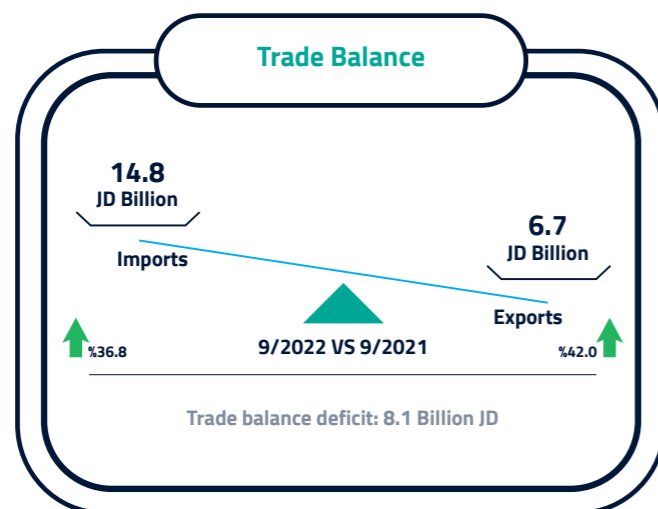 Trade Balance
14.8
JD Billion
Imports
6.7
JD Billion
Exports
%36.8
9/2022 VS 9/2021
%42.0
Trade balance deficit: 8.1 Billion JD